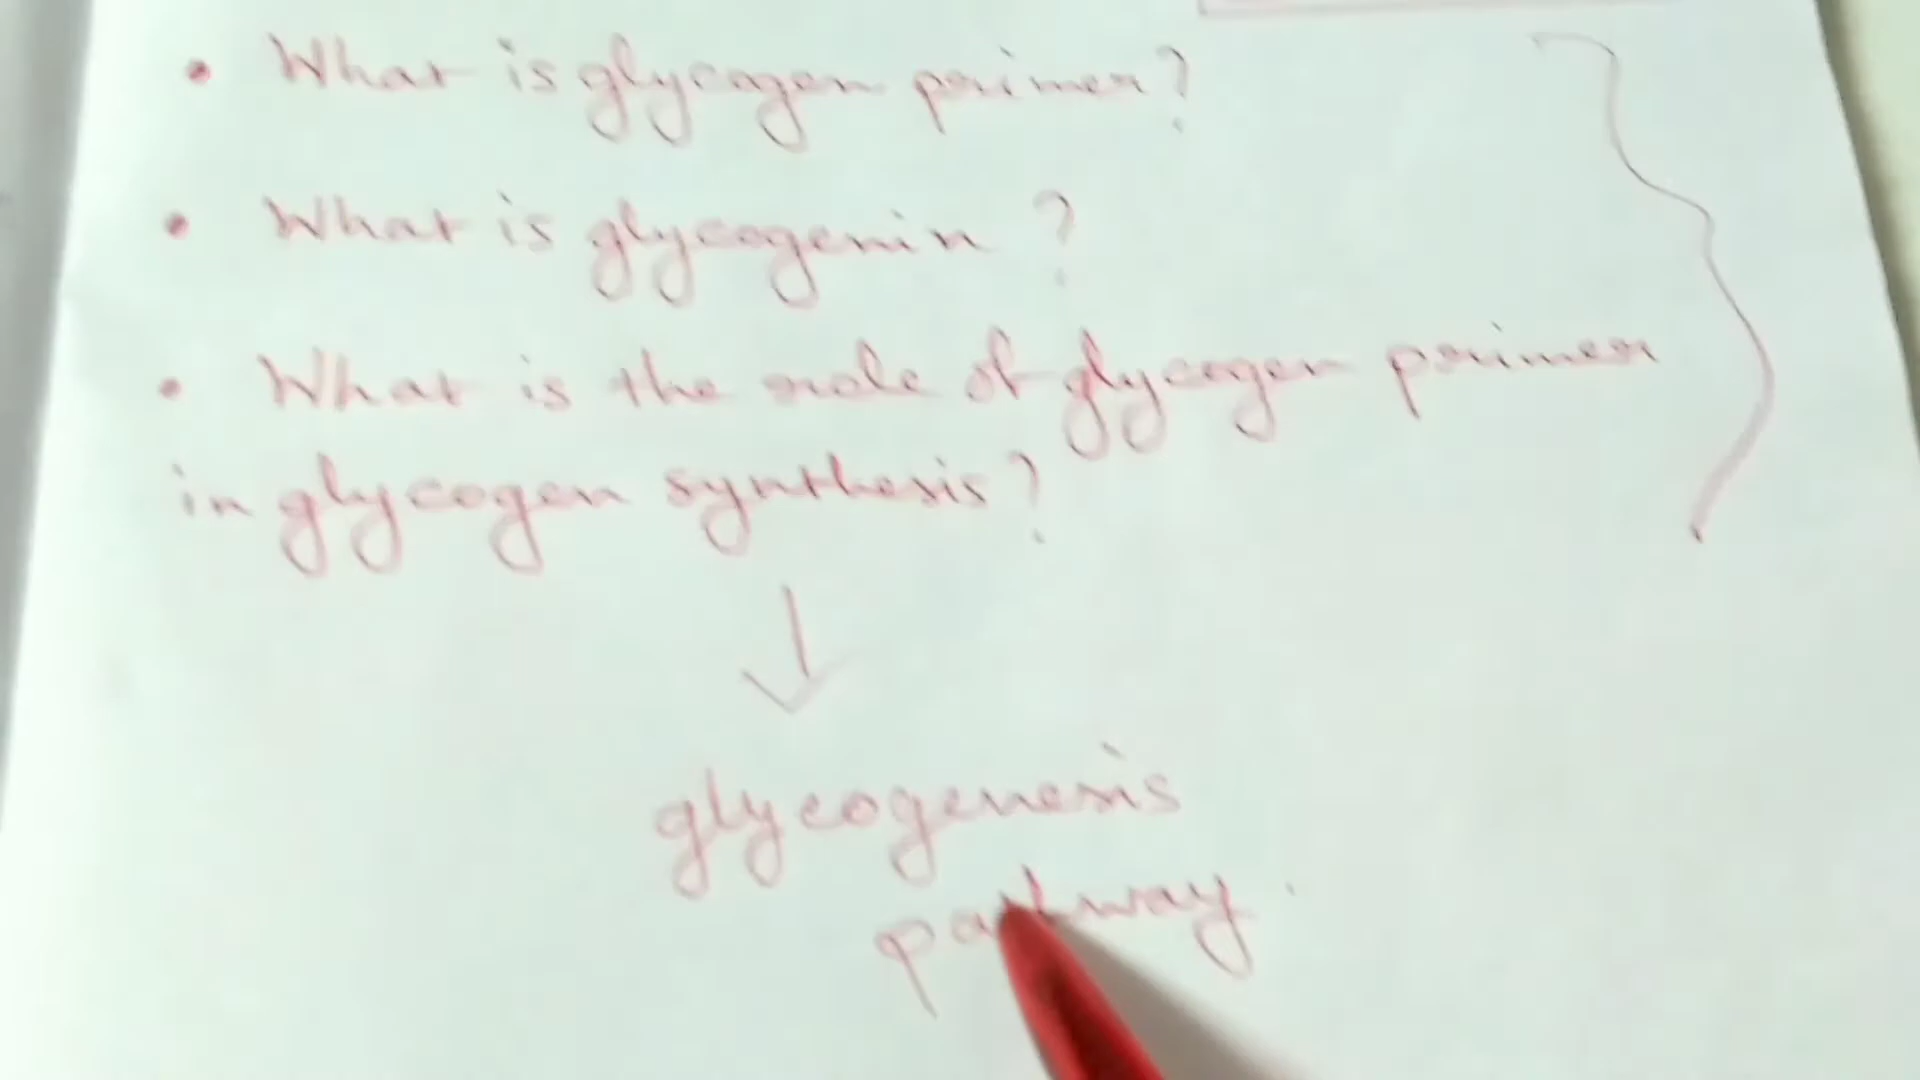 • What is glycogen primer?
• What is glycogenin ?
• What is the role of glycogen primer
in glycogen synthesis?
glycogenesis
pathway.